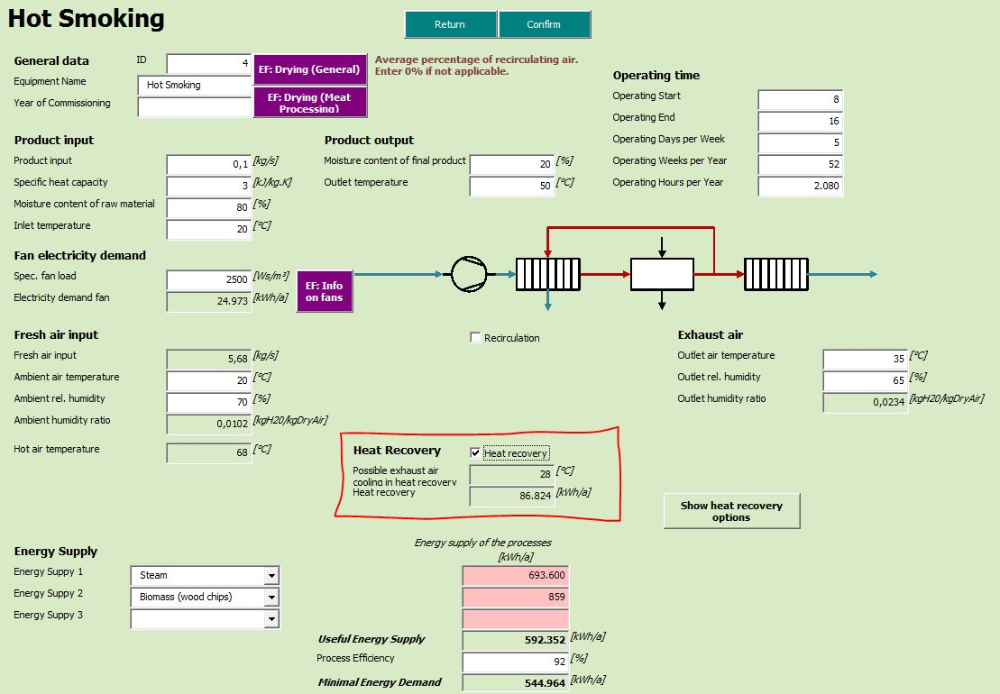 Hot Smoking
Return
Confirm
General data
ID
4
EF: Drying (General)
Average percentage of recirculating air.
Enter 0% if not applicable.
Equipment Name
Hot Smoking
Year of Commissioning
EF: Drying (Meat
Processing)
Operating time
Operating Start
8
Operating End
16
Operating Days per Week
5
Operating Weeks per Year
52
Operating Hours per Year
2.080
Product input
Product input
0,1 [kg/s]
Specific heat capacity
3 [kJ/kg.K]
Moisture content of raw material
80 [%]
Inlet temperature
20 [°C]
Product output
Moisture content of final product
20 [%]
Outlet temperature
50 [°C]
Fan electricity demand
Spec. fan load
2500 [Ws/m³]
Electricity demand fan
24.973 [kWh/a]
EF: Info
on fans
Recirculation
Fresh air input
Fresh air input
5,68 [kg/s]
Ambient air temperature
20 [°C]
Ambient rel. humidity
70 [%]
Ambient humidity ratio
0,0102 [kgH20/kgDryAir]
Hot air temperature
68 [°C]
Exhaust air
Outlet air temperature
35 [°C]
Outlet rel. humidity
65 [%]
Outlet humidity ratio
0,0234 [kgH20/kgDryAir]
Heat Recovery
Heat recovery
Possible exhaust air
cooling in heat recovery
28 [°C]
Heat recovery
86.824 [kWh/a]
Show heat recovery
options
Energy Supply
Energy supply of the processes
[kWh/a]
Energy Suppy 1
Steam
693.600
Energy Suppy 2
Biomass (wood chips)
859
Energy Suppy 3
Useful Energy Supply
592.352 [kWh/a]
Process Efficiency
92 [%]
Minimal Energy Demand
544.964 [kWh/a]